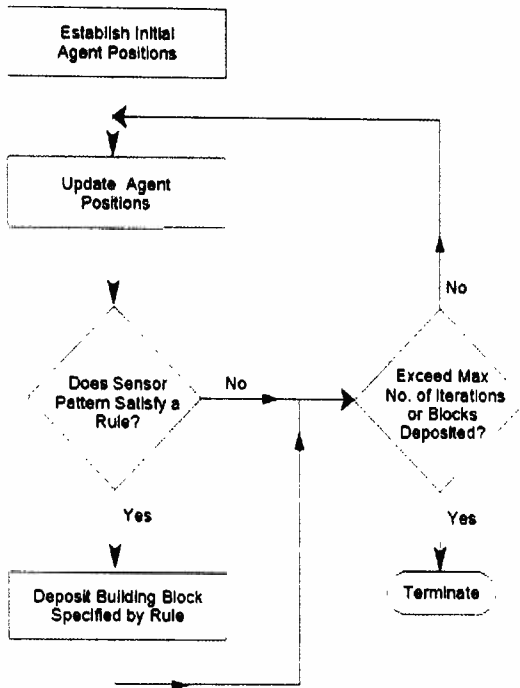 Establish Initial
Agent Positions
Update Agent
Positions
No
Does Sensor
Pattern Satisfy a
Rule?
No
Exceed Max
No. of Iterations
or Blocks
Deposited?
Yes
Yes
Deposit Building Block
Specified by Rule
Terminate